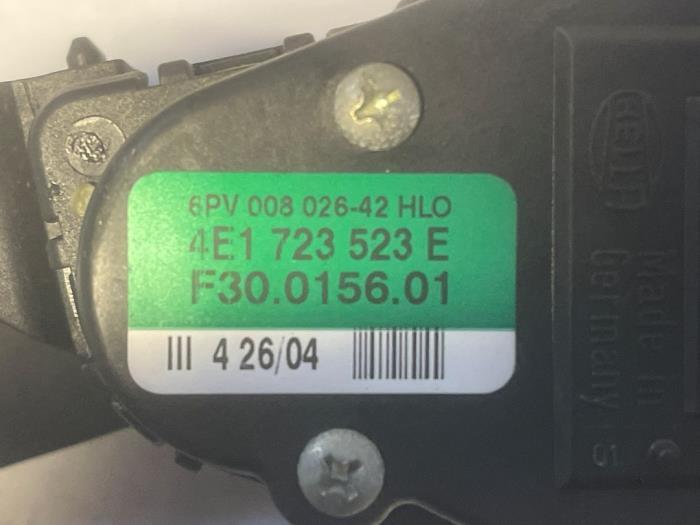 6PV 008 026-42 HLO
4E1 723 523 E
F30.0156.01
III 4 26/04
HELLA
Made in
Germany